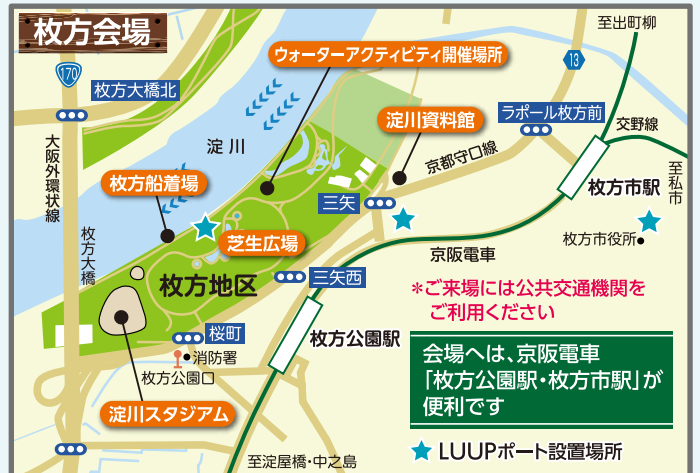 枚方会場
至出町柳
ウォーターアクティビティ開催場所
170
枚方大橋北
13
淀川資料館
ラポール枚方前
交野線
淀川
京都守口線
大阪外環状線
枚方船着場
三矢
枚方市駅
至私市
芝生広場
枚方市役所
枚方大橋
京阪電車
枚方地区
三矢西
*ご来場には公共交通機関を
ご利用ください
桜町
枚方公園駅
消防署
枚方公園口
会場へは、京阪電車
「枚方公園駅・枚方市駅」が
便利です
淀川スタジアム
LUUPポート設置場所
至淀屋橋・中之島